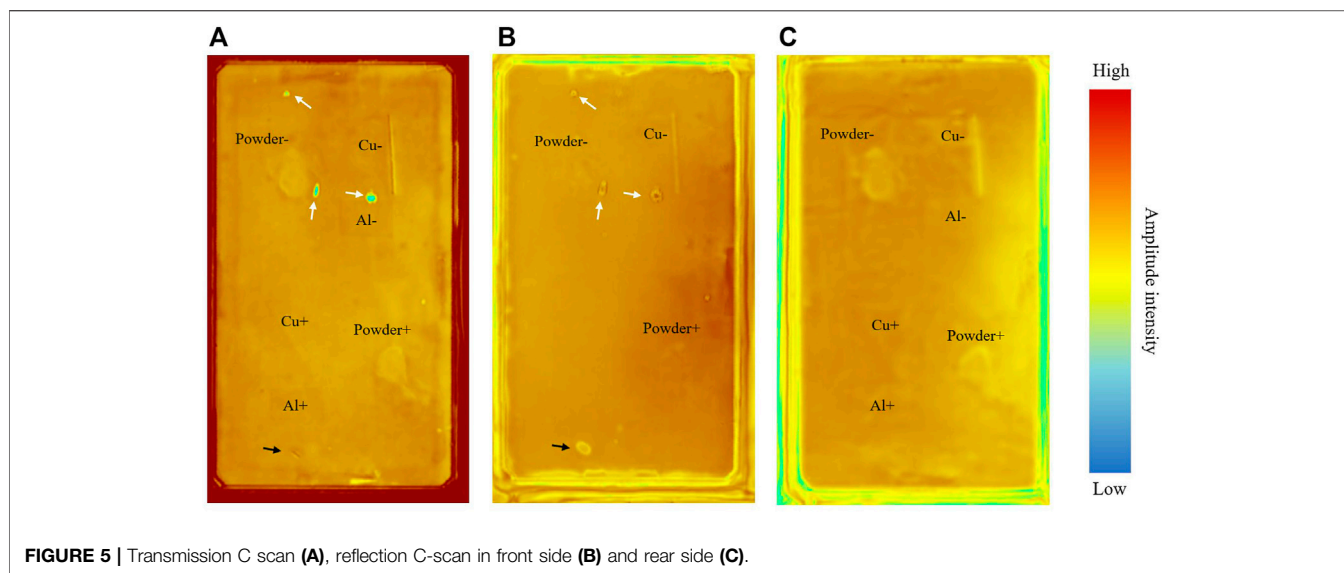 A
B
C
Powder-
Cu-
Al-
Cu+
Powder+
Al+
Powder-
Cu-
Powder+
Powder-
Cu-
Al-
Cu+
Powder+
Al+
High
Amplitude intensity
Low
FIGURE 5 | Transmission C scan (A), reflection C-scan in front side (B) and rear side (C).